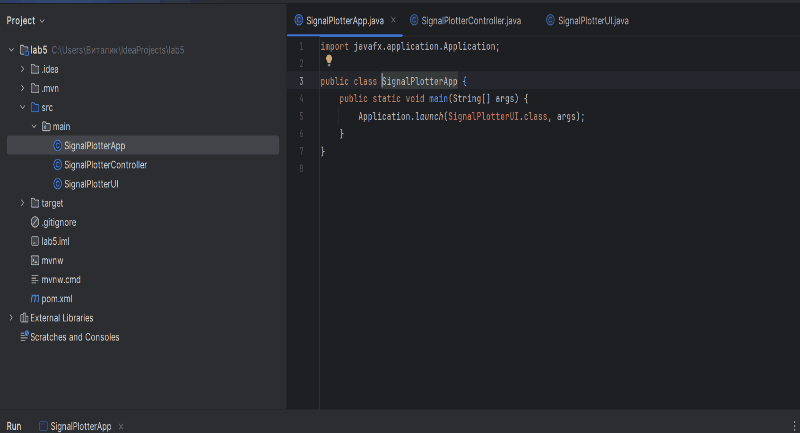 Project
lab5 C:\Users\Виталик\IdeaProjects\lab5
.idea
.mvn
src
main
SignalPlotterApp
SignalPlotterController
SignalPlotterUI
target
.gitignore
lab5.iml
mvnw
mvnw.cmd
pom.xml
External Libraries
Scratches and Consoles
SignalPlotterApp.java SignalPlotterController.java SignalPlotterUI.java
1 import javafx.application.Application;
2
3 public class SignalPlotterApp {
4 public static void main(String[] args) {
5 Application.launch(SignalPlotterUI.class, args);
6 }
7 }
8
Run SignalPlotterApp